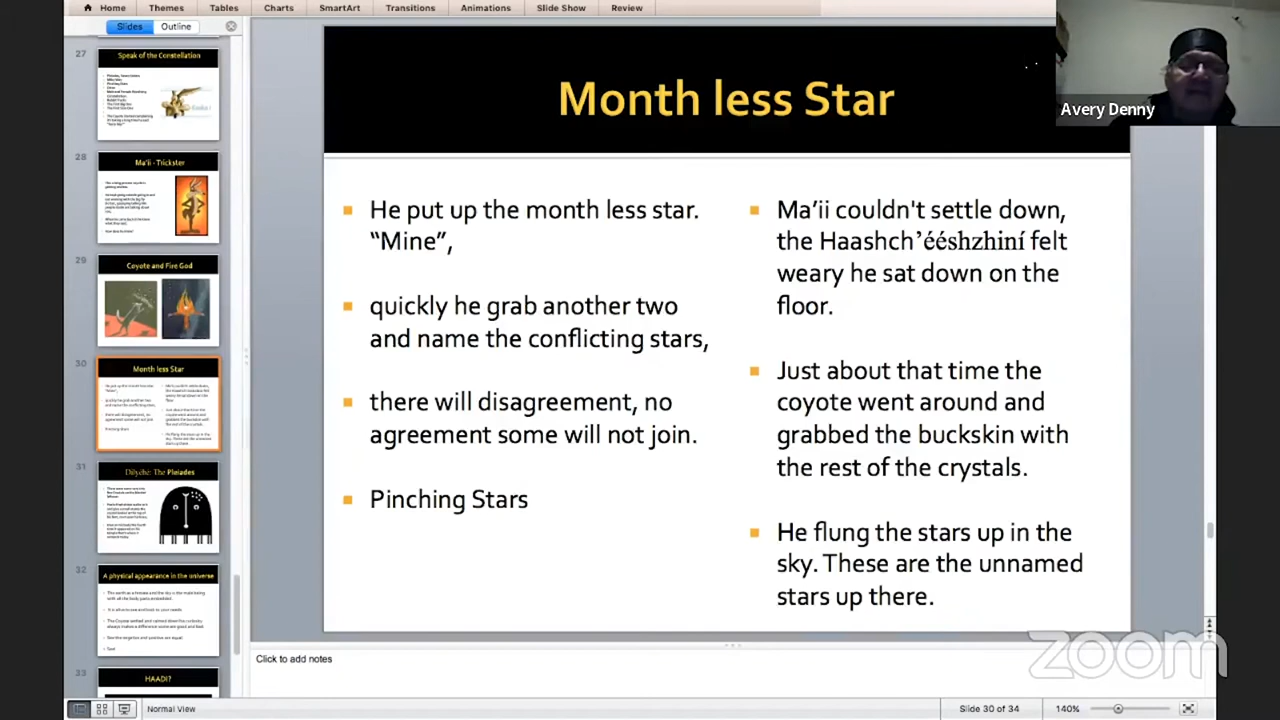 Home Themes Tables Charts SmartArt Transitions Animations Slide Show Review
Slides Outline
27
Speak of the Constellation
28
Ma'ii - Trickster
29
Coyote and Fire God
30
Month less Star
31
Dilyéhé: The Pleiades
32
A physical appearance in the universe
33
HAADI?
Month less Star
He put up the month less star.
“Mine”,
quickly he grab another two
and name the conflicting stars,
there will disagreement, no
agreement some will not join.
Pinching Stars
Ma'ii couldn't settle down,
the Haashch’ééshzhiní felt
weary he sat down on the
floor.
Just about that time the
coyote went around and
grabbed the buckskin with
the rest of the crystals.
He flung the stars up in the
sky. These are the unnamed
stars up there.
Avery Denny
zoom
Click to add notes
Normal View
Slide 30 of 34
140%